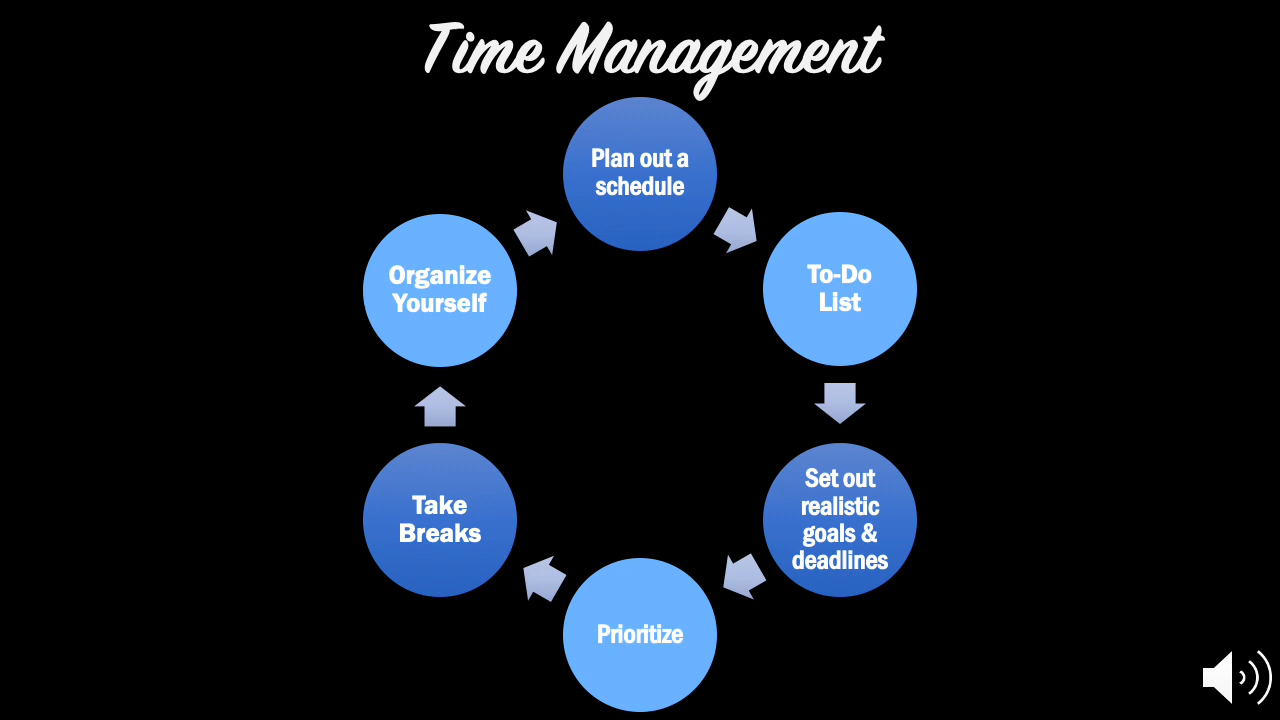 Time Management
Plan out a
schedule
To-Do
List
Set out
realistic
goals &
deadlines
Prioritize
Take
Breaks
Organize
Yourself